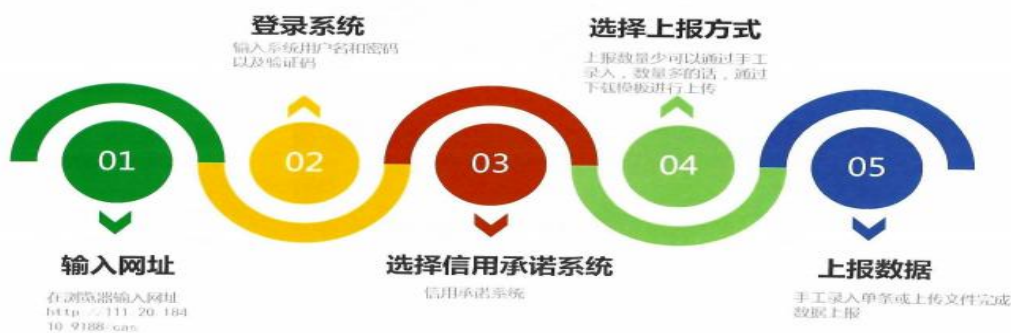 登录系统
输入系统用户名和密码
以及验证码
选择上报方式
上报数量少可以通过手工
录入，数量多的话，通过
下载模板进行上传
01
02
03
04
05
输入网址
在浏览器输入网址
http://111.20.184
10 9188/cas
选择信用承诺系统
信用承诺系统
上报数据
手工录入单条或上传文件完成
数据上报